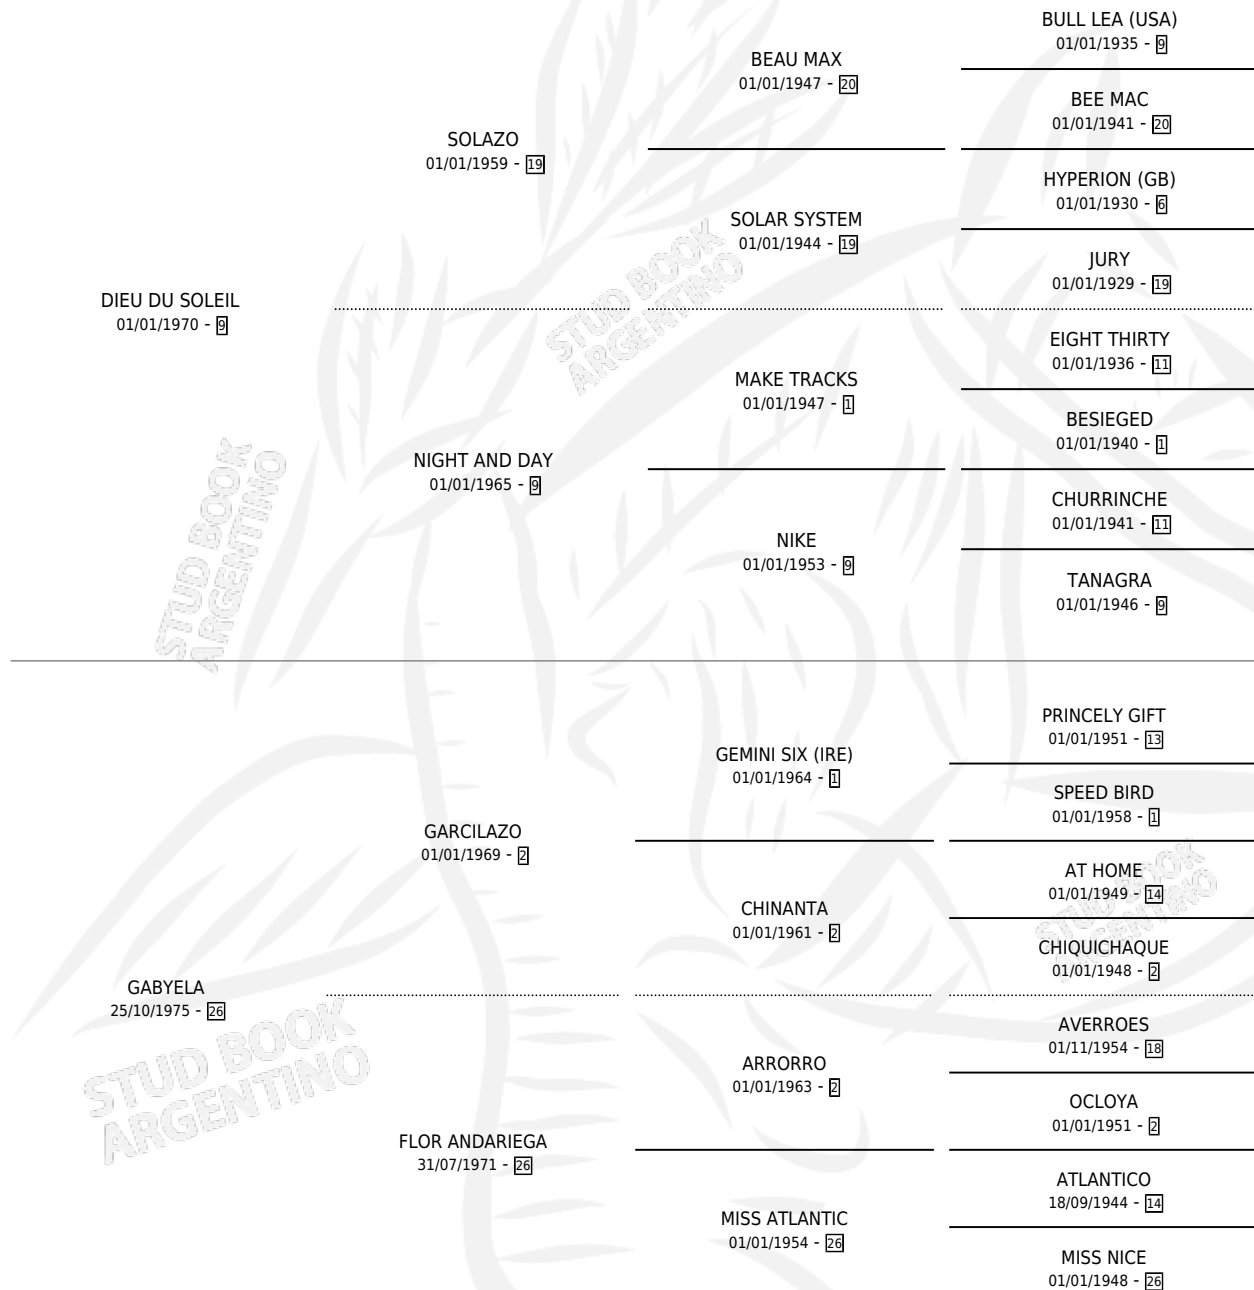 BULL LEA (USA)
01/01/1935 - 9
BEAU MAX
01/01/1947 - 20
BEE MAC
01/01/1941 - 20
SOLAZO
01/01/1959 - 19
HYPERION (GB)
01/01/1930 - 6
SOLAR SYSTEM
01/01/1944 - 19
JURY
01/01/1929 - 19
DIEU DU SOLEIL
01/01/1970 - 9
STUD BOOK
ARGENTINO
EIGHT THIRTY
01/01/1936 - 11
MAKE TRACKS
01/01/1947 - 1
BESIEGED
01/01/1940 - 1
NIGHT AND DAY
01/01/1965 - 9
CHURRINCHE
01/01/1941 - 11
NIKE
01/01/1953 - 9
TANAGRA
01/01/1946 - 9
STUD BOOK
ARGENTINO
PRINCELY GIFT
01/01/1951 - 13
GEMINI SIX (IRE)
01/01/1964 - 1
SPEED BIRD
01/01/1958 - 1
GARCILAZO
01/01/1969 - 2
AT HOME
01/01/1949 - 14
CHINANTA
01/01/1961 - 2
CHIQUICHAQUE
01/01/1948 - 2
STUD BOOK
ARGENTINO
GABYELA
25/10/1975 - 26
STUD BOOK
ARGENTINO
AVERROES
01/11/1954 - 18
ARRORRO
01/01/1963 - 2
OCLOYA
01/01/1951 - 2
FLOR ANDARIEGA
31/07/1971 - 26
ATLANTICO
18/09/1944 - 14
MISS ATLANTIC
01/01/1954 - 26
MISS NICE
01/01/1948 - 26